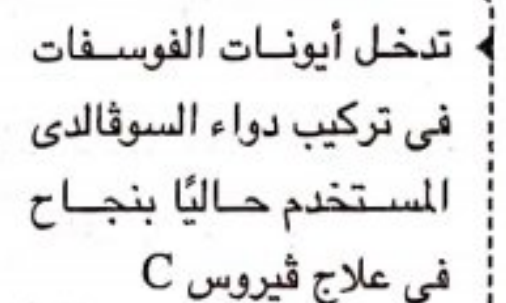 تدخل أيونات الفوسفات
فى تركيب دواء السوڤالدى
المستخدم حاليًا بنجاح
فى علاج ڤيروس C